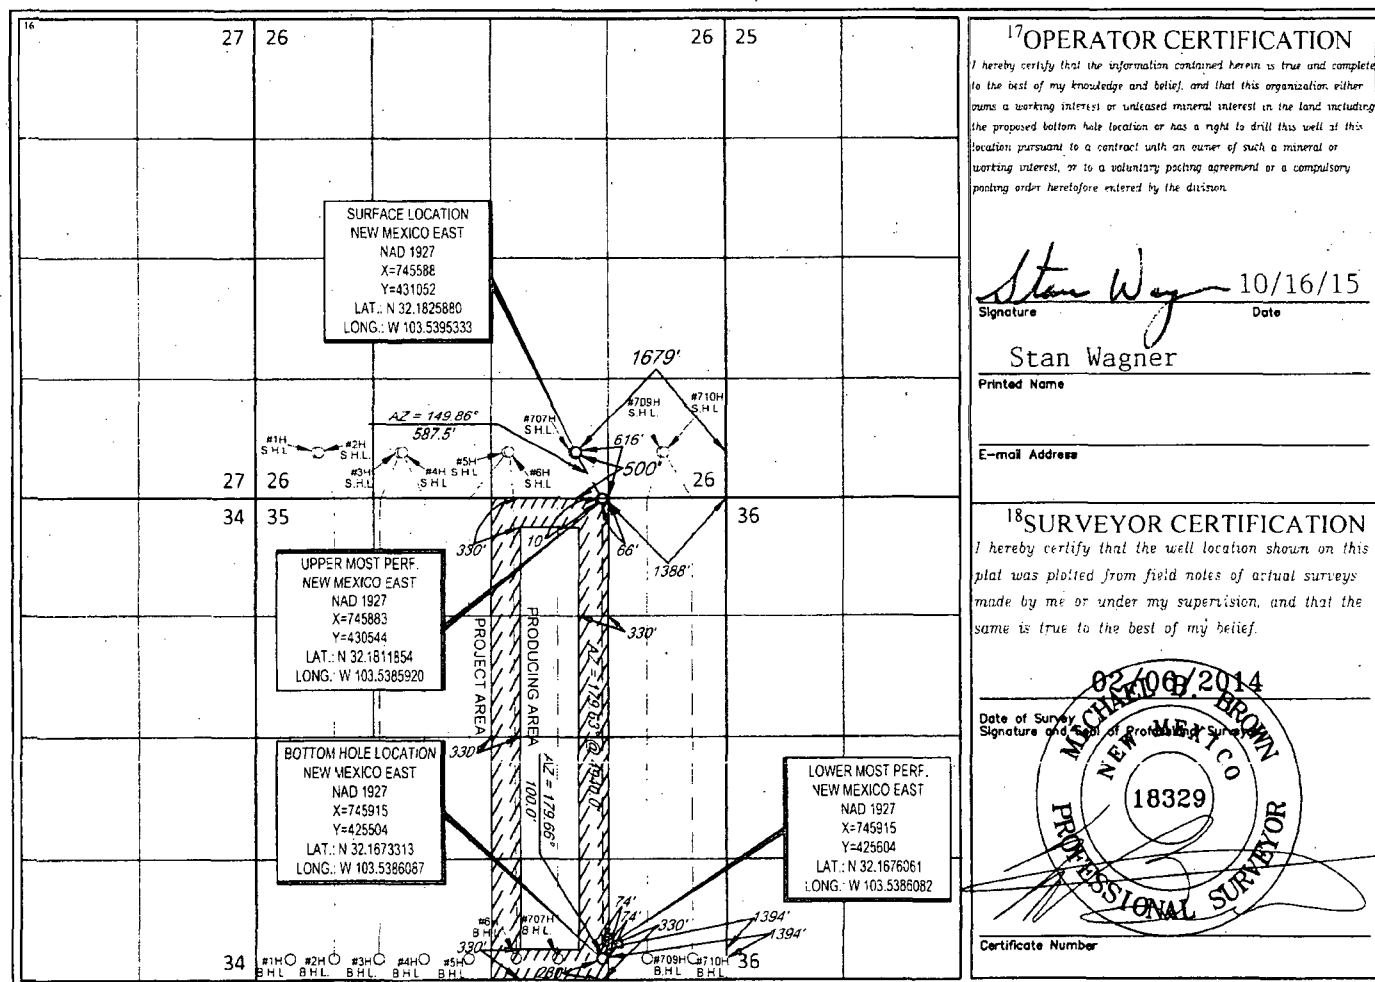 16
27 26
26 25
SURFACE LOCATION
NEW MEXICO EAST
NAD 1927
X=745588
Y=431052
LAT.: N 32.1825880
LONG.: W 103.5395333
1679'
AZ = 149.86°
587.5'
#707H
S.H.L.
#709H
S.H.L.
#710H
S.H.L.
#1H
S.H.L.
#2H
S.H.L.
#3H
S.H.L.
#4H
S.H.L.
#5H
S.H.L.
#6H
S.H.L.
616'
500'
27 26
26
34 35
36
330'
10'
66'
1388'
UPPER MOST PERF.
NEW MEXICO EAST
NAD 1927
X=745883
Y=430544
LAT.: N 32.1811854
LONG.: W 103.5385920
PROJECT AREA
PRODUCING AREA
330'
AZ = 179.63° @
330'
AZ = 179.66°
100.0'
BOTTOM HOLE LOCATION
NEW MEXICO EAST
NAD 1927
X=745915
Y=425504
LAT.: N 32.1673313
LONG.: W 103.5386087
LOWER MOST PERF.
NEW MEXICO EAST
NAD 1927
X=745915
Y=425604
LAT.: N 32.1676061
LONG.: W 103.5386082
74'
74'
330'
1394'
1394'
#6H
B.H.L.
#707H
B.H.L.
330'
34
#1H
B.H.L.
#2H
B.H.L.
#3H
B.H.L.
#4H
B.H.L.
#5H
B.H.L.
#709H
B.H.L.
#710H
B.H.L.
36
17 OPERATOR CERTIFICATION
I hereby certify that the information contained herein is true and complete
to the best of my knowledge and belief, and that this organization either
owns a working interest or unleased mineral interest in the land including
the proposed bottom hole location or has a right to drill this well at this
location pursuant to a contract with an owner of such a mineral or
working interest, or to a voluntary pooling agreement or a compulsory
pooling order heretofore entered by the division.
Stan Wagner 10/16/15
Signature Date
Stan Wagner
Printed Name
E-mail Address
18 SURVEYOR CERTIFICATION
I hereby certify that the well location shown on this
plat was plotted from field notes of actual surveys
made by me or under my supervision, and that the
same is true to the best of my belief.
02/06/2014
Date of Survey
Signature and Seal of Professional Surveyor
MICHAEL B. BROWN
NEW MEXICO
18329
PROFESSIONAL SURVEYOR
Certificate Number